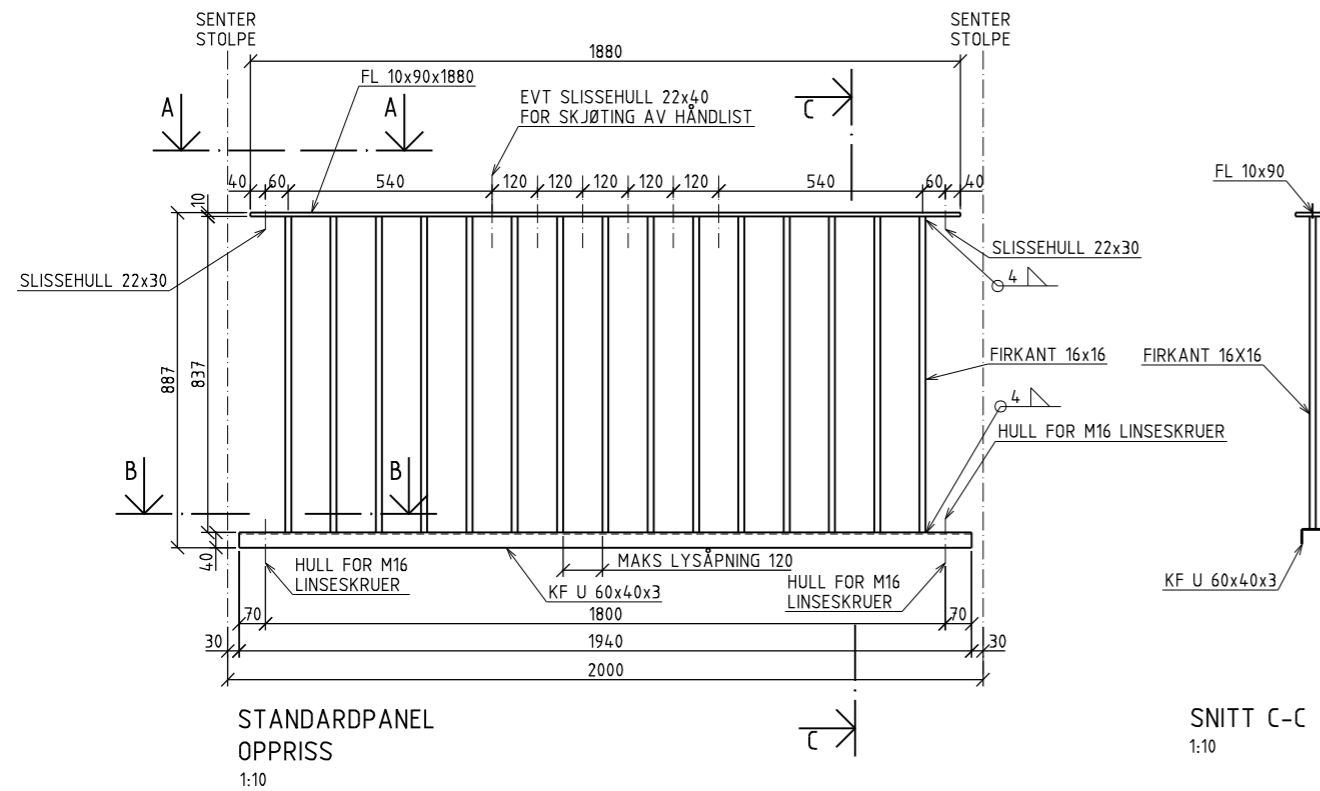 SENTER
STOLPE
SENTER
STOLPE
1880
FL 10x90x1880
A
A
EVT SLISSEHULL 22x40
FOR SKJØTING AV HÅNDLIST
C
FL 10x90
40
60
540
120
120
120
120
120
540
60
40
10
SLISSEHULL 22x30
SLISSEHULL 22x30
4
887
837
FIRKANT 16x16
FIRKANT 16X16
4
HULL FOR M16 LINSESKRUER
B
B
40
HULL FOR M16
LINSESKRUER
MAKS LYSÅPNING 120
KF U 60x40x3
HULL FOR M16
LINSESKRUER
KF U 60x40x3
70
1800
70
30
1940
30
2000
STANDARDPANEL
OPPRISS
1:10
C
SNITT C-C
1:10